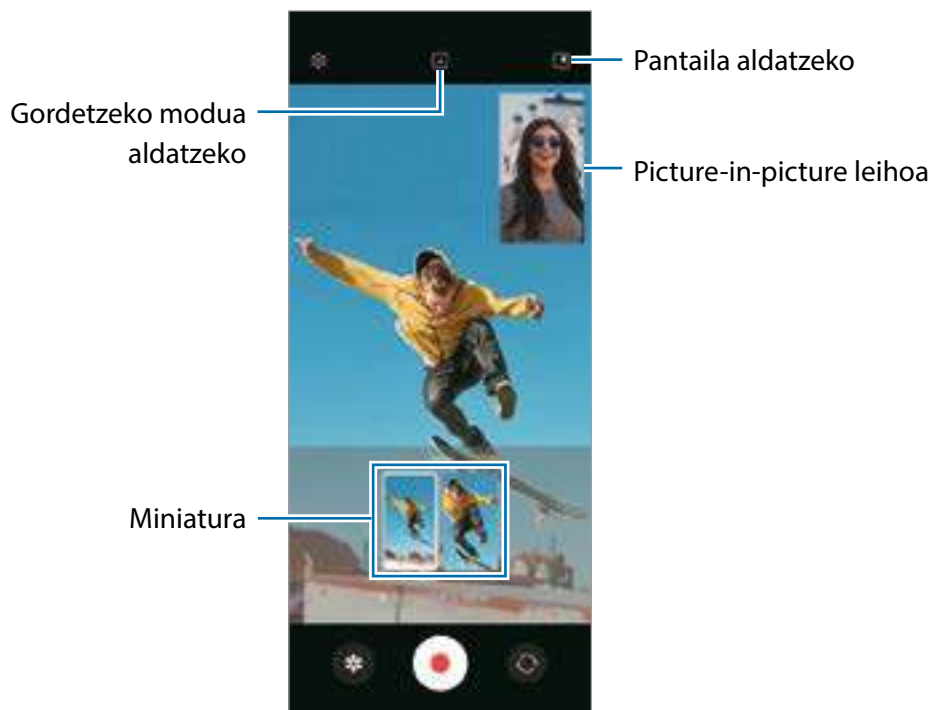 Pantaila aldatzeko
Gordetzeko modua
aldatzeko
Picture-in-picture leihoa
Miniatura